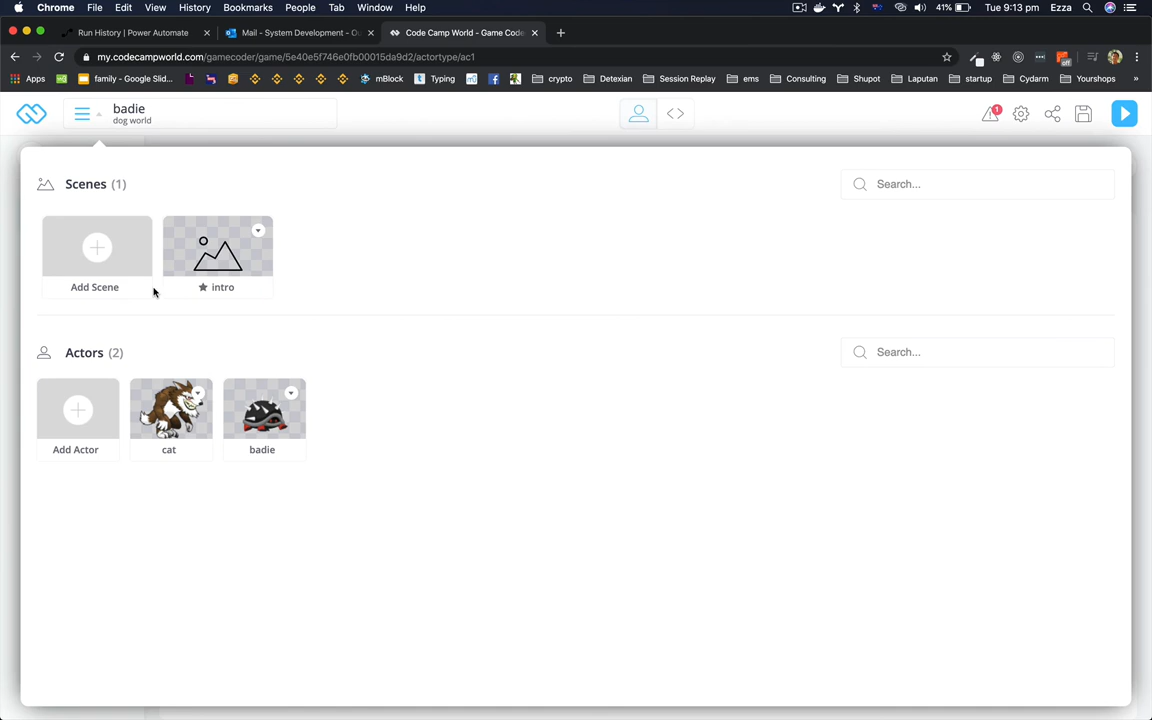 Chrome File Edit View History Bookmarks People Tab Window Help 41% Tue 9:13 pm Ezza
Run History | Power Automate Mail - System Development - Ou Code Camp World - Game Code
my.codecampworld.com/gamecoder/game/5e40e5f746e0fb00015da9d2/actortype/ac1 off
Apps family - Google Slid... mBlock Typing crypto Detexian Session Replay ems Consulting Shupot Laputan startup Cydarm Yourshops »
badie
dog world
1
Scenes (1) Search...
Add Scene intro
Actors (2) Search...
Add Actor cat badie